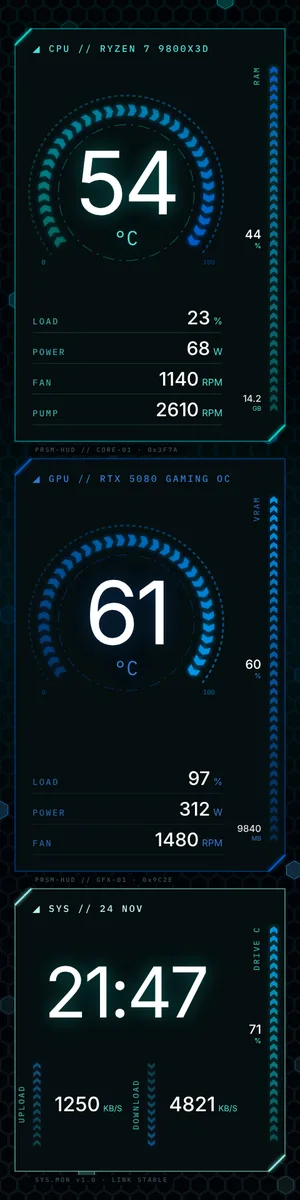 CPU // RYZEN 7 9800X3D
RAM
54
°C
0 100
44
%
LOAD 23 %
POWER 68 W
FAN 1140 RPM
PUMP 2610 RPM
14.2
GB
PRSM-HUD // CORE-01 · 0x3F7A
GPU // RTX 5080 GAMING OC
VRAM
61
°C
0 100
60
%
LOAD 97 %
POWER 312 W
FAN 1480 RPM
9840
MB
PRSM-HUD // GFX-01 · 0x9C2E
SYS // 24 NOV
DRIVE C
21:47
71
%
UPLOAD
1250 KB/S
DOWNLOAD
4821 KB/S
SYS.MON v1.0 · LINK STABLE